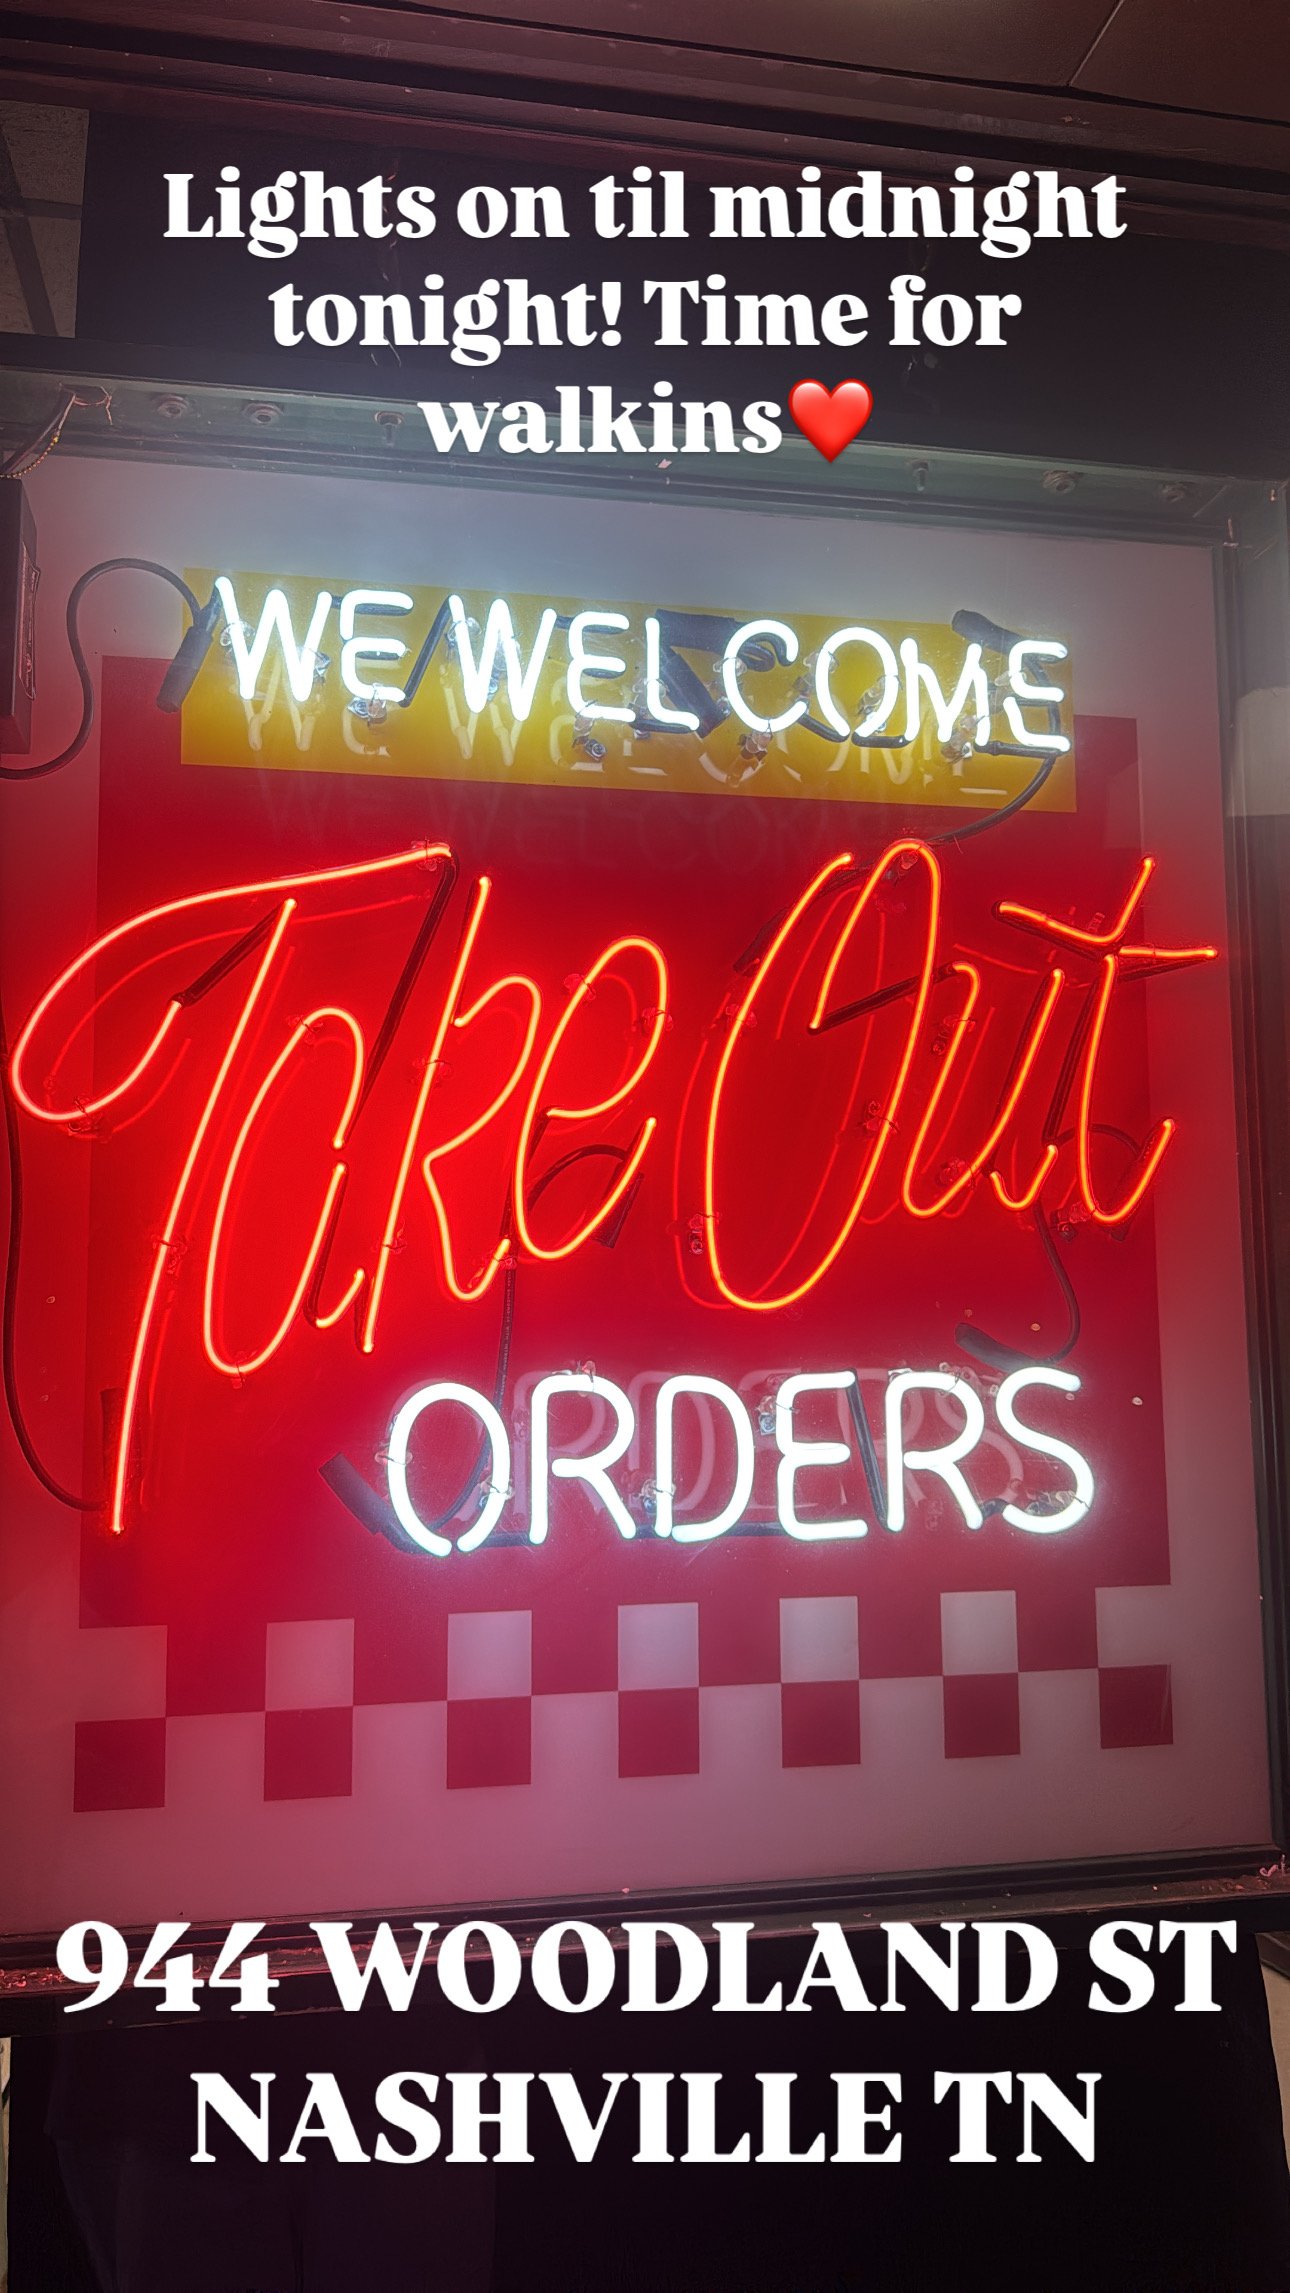 Lights on til midnight
tonight! Time for
walkins❤️
WE WELCOME
Take Out
ORDERS
944 WOODLAND ST
NASHVILLE TN